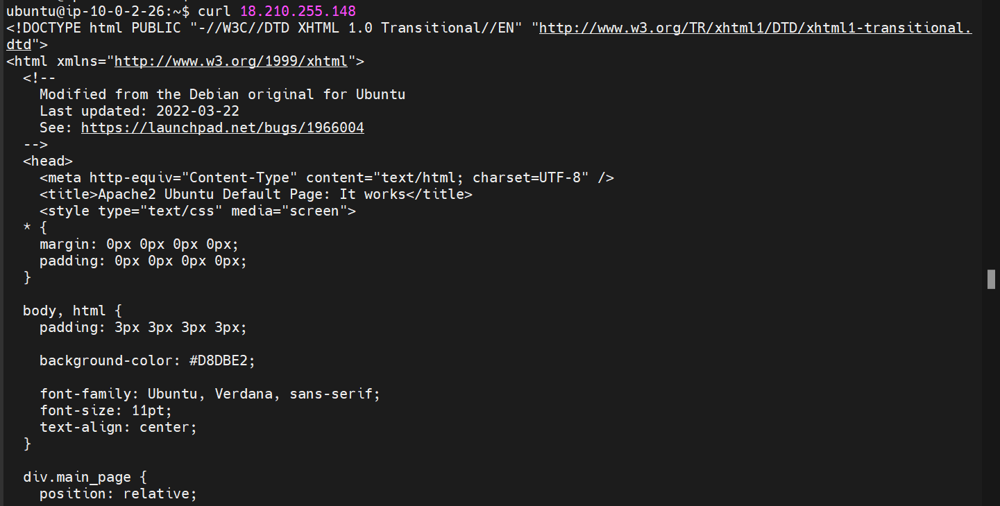 ubuntu@ip-10-0-2-26:~$ curl 18.210.255.148
<!DOCTYPE html PUBLIC "-//W3C//DTD XHTML 1.0 Transitional//EN" "http://www.w3.org/TR/xhtml1/DTD/xhtml1-transitional.
dtd">
<html xmlns="http://www.w3.org/1999/xhtml">
  <!--
    Modified from the Debian original for Ubuntu
    Last updated: 2022-03-22
    See: https://launchpad.net/bugs/1966004
  -->
  <head>
    <meta http-equiv="Content-Type" content="text/html; charset=UTF-8" />
    <title>Apache2 Ubuntu Default Page: It works</title>
    <style type="text/css" media="screen">
  * {
    margin: 0px 0px 0px 0px;
    padding: 0px 0px 0px 0px;
  }

  body, html {
    padding: 3px 3px 3px 3px;

    background-color: #D8DBE2;

    font-family: Ubuntu, Verdana, sans-serif;
    font-size: 11pt;
    text-align: center;
  }

  div.main_page {
    position: relative;